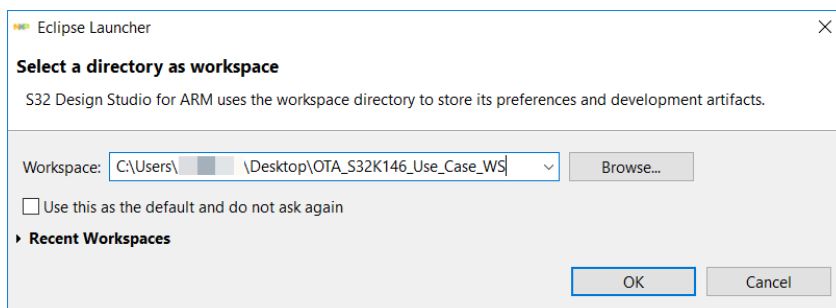 Eclipse Launcher
Select a directory as workspace
S32 Design Studio for ARM uses the workspace directory to store its preferences and development artifacts.
Workspace: C:\Users\ \Desktop\OTA_S32K146_Use_Case_WS Browse...
Use this as the default and do not ask again
Recent Workspaces
OK Cancel